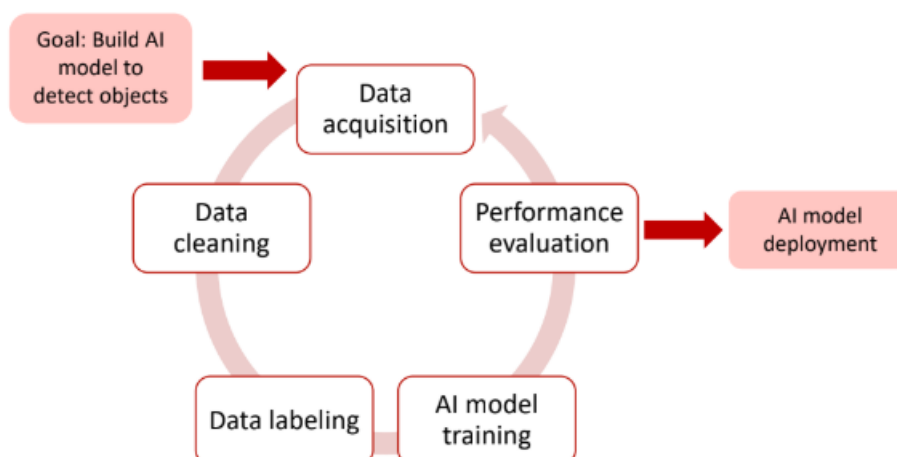 Goal: Build AI
model to
detect objects
Data
acquisition
Data
cleaning
Performance
evaluation
AI model
deployment
Data labeling
AI model
training